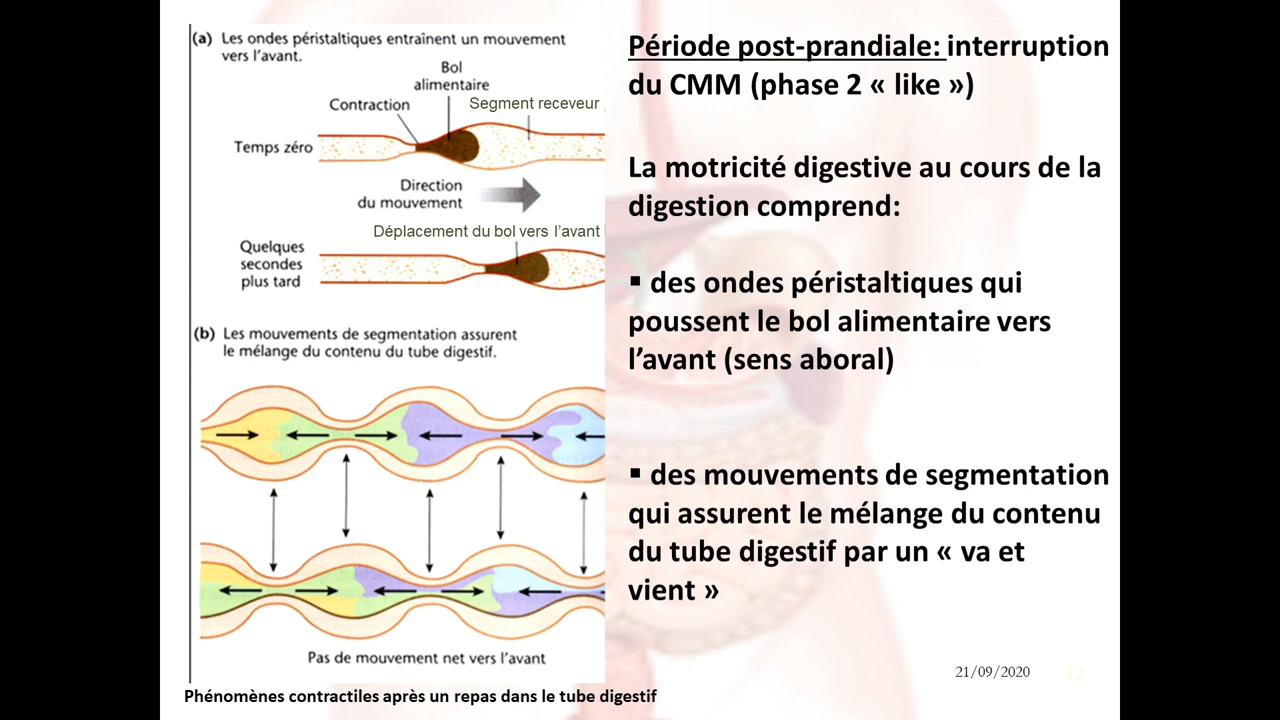 (a) Les ondes péristaltiques entraînent un mouvement
vers l'avant.
Bol
alimentaire
Contraction
Segment receveur
Temps zéro
Direction
du mouvement
Déplacement du bol vers l'avant
Quelques
secondes
plus tard
(b) Les mouvements de segmentation assurent
le mélange du contenu du tube digestif.
Pas de mouvement net vers l'avant
Phénomènes contractiles après un repas dans le tube digestif
Période post-prandiale: interruption
du CMM (phase 2 « like »)
La motricité digestive au cours de la
digestion comprend:
▪ des ondes péristaltiques qui
poussent le bol alimentaire vers
l'avant (sens aboral)
▪ des mouvements de segmentation
qui assurent le mélange du contenu
du tube digestif par un « va et
vient »
21/09/2020
12